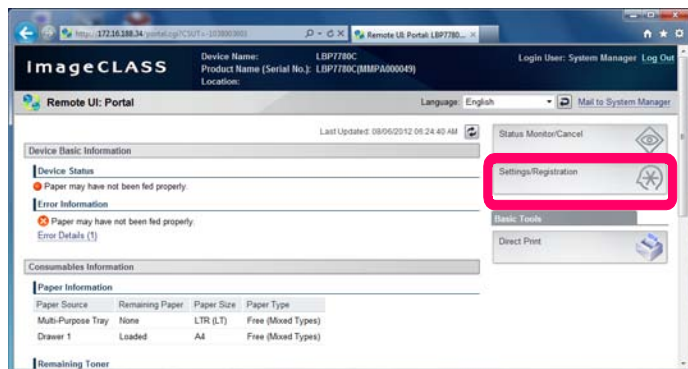 http://172.16.188.34/portal.cgi?CSUT1=1038003603
Remote UI: Portal: LBP7780...
ImageCLASS
Device Name: LBP7780C
Product Name (Serial No.): LBP7780C(MMPA000049)
Location:
Login User: System Manager Log Out
Remote UI: Portal
Language: English
Mail to System Manager
Last Updated: 08/06/2012 06:24:40 AM
Device Basic Information
Device Status
Paper may have not been fed properly.
Error Information
Paper may have not been fed properly.
Error Details (1)
Consumables Information
Paper Information
Paper Source Remaining Paper Paper Size Paper Type
Multi-Purpose Tray None LTR (LT) Free (Mixed Types)
Drawer 1 Loaded A4 Free (Mixed Types)
Remaining Toner
Status Monitor/Cancel
Settings/Registration
Basic Tools
Direct Print